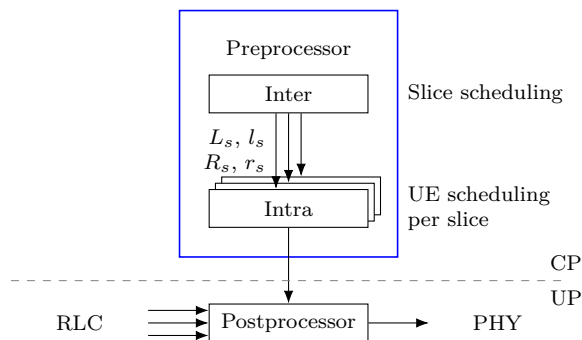 Preprocessor
Inter
Slice scheduling
L_s, l_s
R_s, r_s
UE scheduling
per slice
Intra
CP
UP
RLC
Postprocessor
PHY